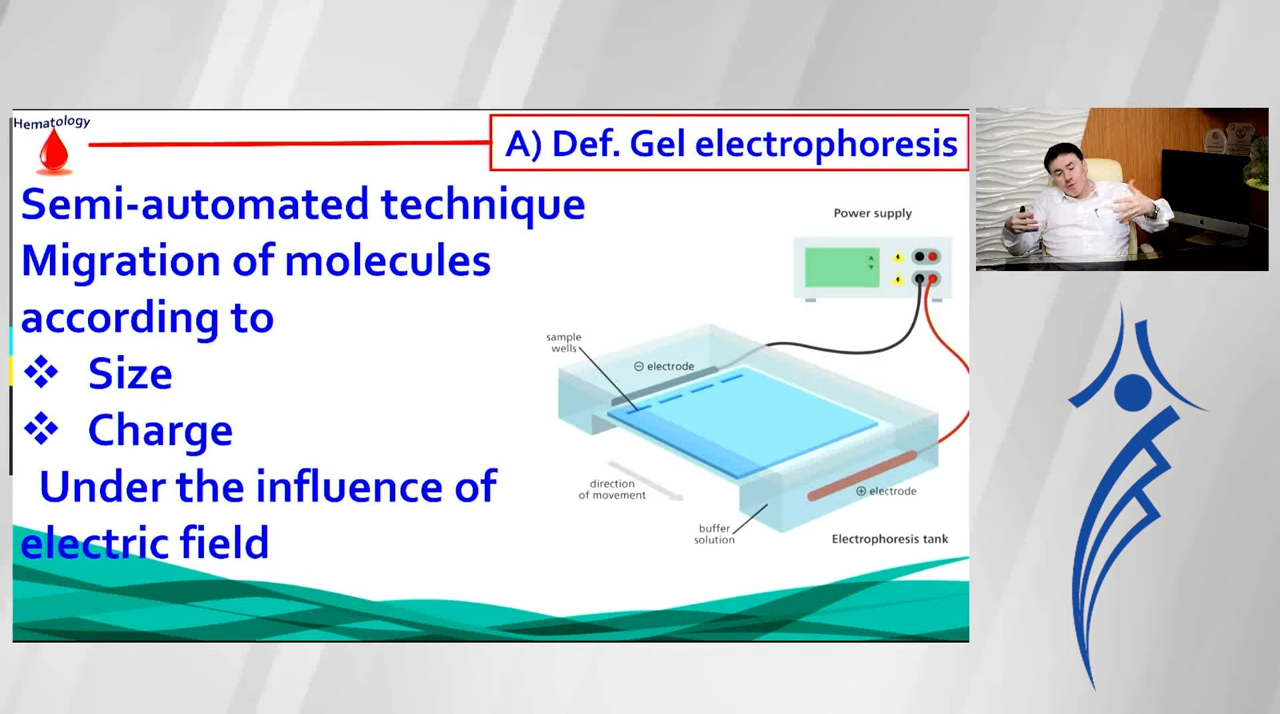 Hematology
A) Def. Gel electrophoresis
Semi-automated technique
Migration of molecules
according to
❖ Size
❖ Charge
Under the influence of
electric field
Power supply
sample
wells
⊖ electrode
direction
of movement
⊕ electrode
buffer
solution
Electrophoresis tank